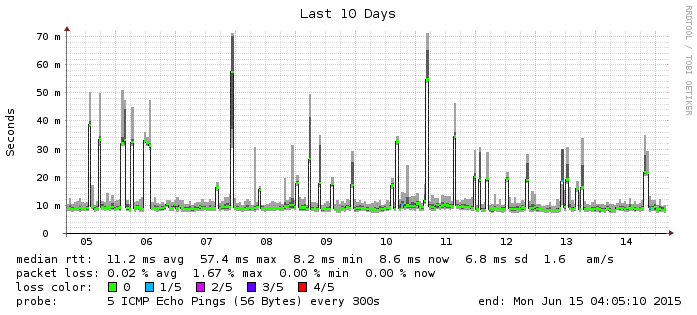 Last 10 Days
RRDTOOL / TOBI OETIKER
Seconds
70 m
60 m
50 m
40 m
30 m
20 m
10 m
0
05 06 07 08 09 10 11 12 13 14
median rtt: 11.2 ms avg 57.4 ms max 8.2 ms min 8.6 ms now 6.8 ms sd 1.6 am/s
packet loss: 0.02 % avg 1.67 % max 0.00 % min 0.00 % now
loss color: 0 1/5 2/5 3/5 4/5
probe: 5 ICMP Echo Pings (56 Bytes) every 300s end: Mon Jun 15 04:05:10 2015